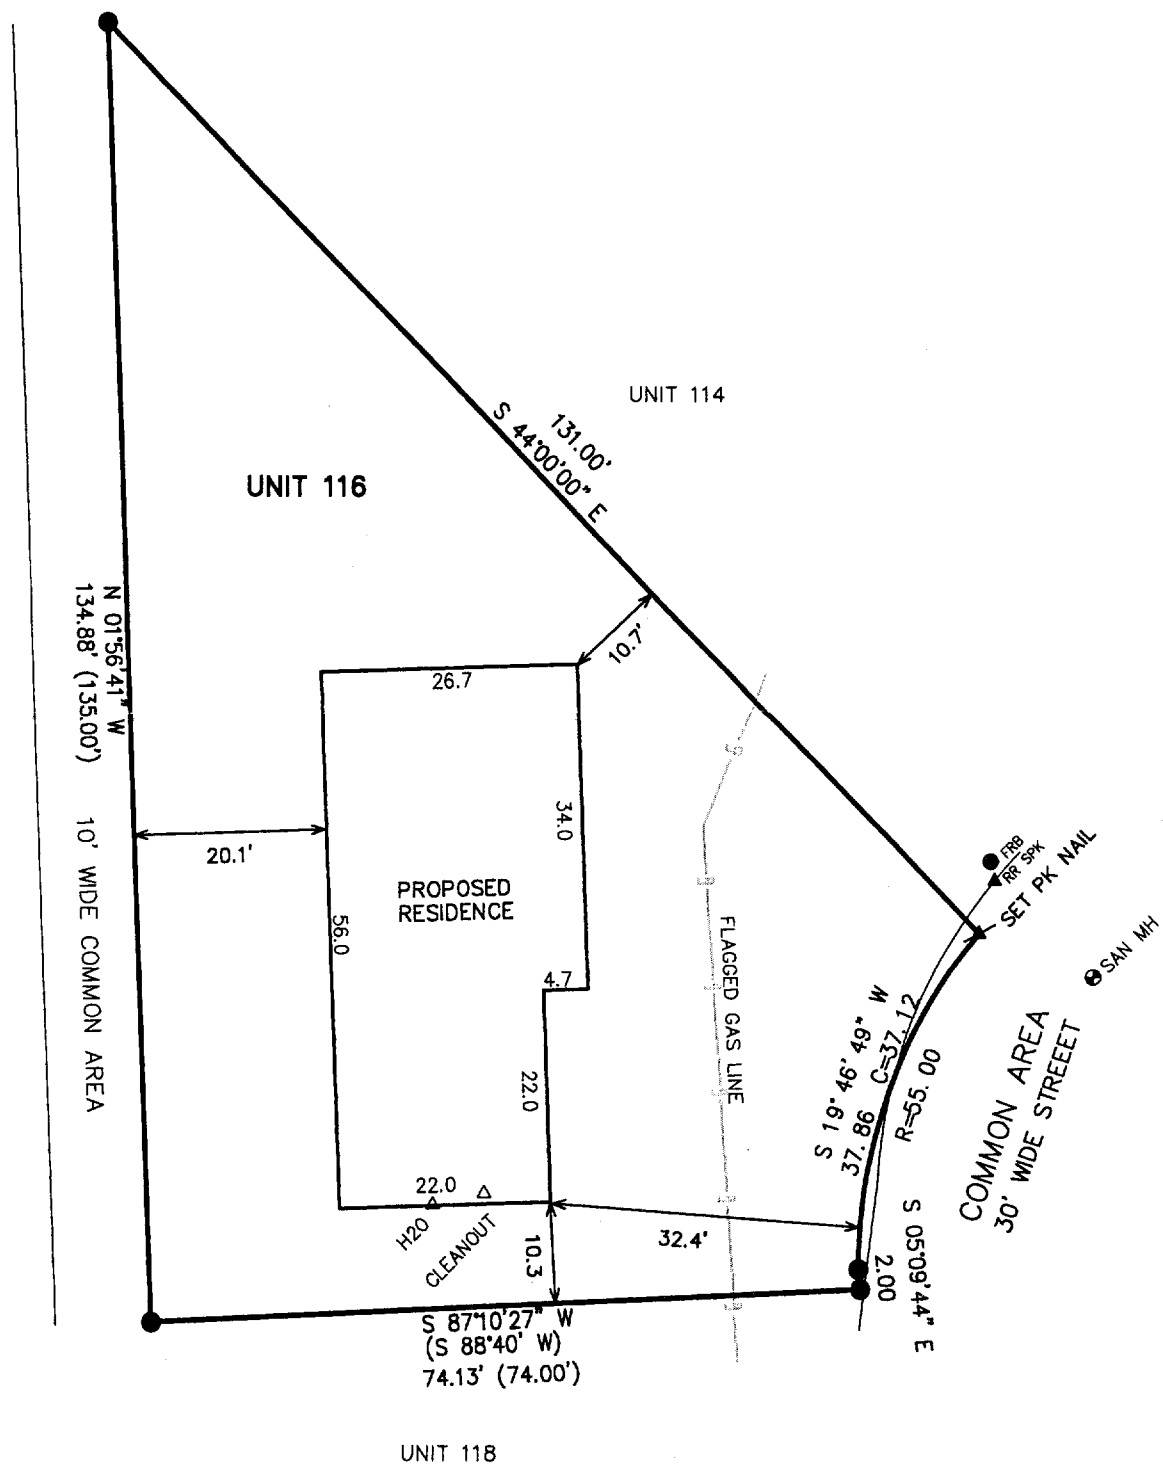 UNIT 114
131.00'
S 44°00'00" E
UNIT 116
N 01°56'41" W
134.88' (135.00')
10' WIDE COMMON AREA
10.7'
26.7
34.0
20.1'
PROPOSED
RESIDENCE
56.0
4.7
22.0
22.0
H20
CLEANOUT
10.3
32.4'
FLAGGED GAS LINE
G
G
G
G
G
G
FRB
RR SPK
SET PK NAIL
SAN MH
S 19°46'49" W
37.86 C=37.12
R=55.00
COMMON AREA
30' WIDE STREEET
S 05°09'44" E
2.00
S 87°10'27" W
(S 88°40' W)
74.13' (74.00')
UNIT 118